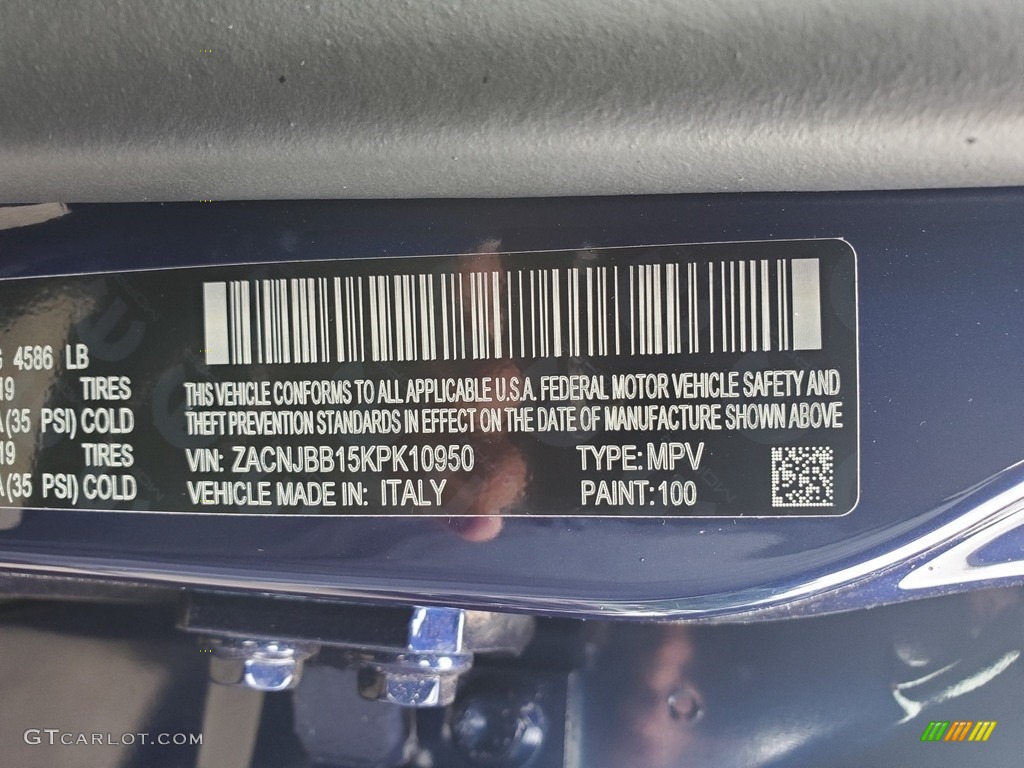 4586 LB
19 TIRES
(35 PSI) COLD
19 TIRES
(35 PSI) COLD
THIS VEHICLE CONFORMS TO ALL APPLICABLE U.S.A. FEDERAL MOTOR VEHICLE SAFETY AND
THEFT PREVENTION STANDARDS IN EFFECT ON THE DATE OF MANUFACTURE SHOWN ABOVE
VIN: ZACNJBB15KPK10950 TYPE: MPV
VEHICLE MADE IN: ITALY PAINT: 100
GTCARLOT.COM